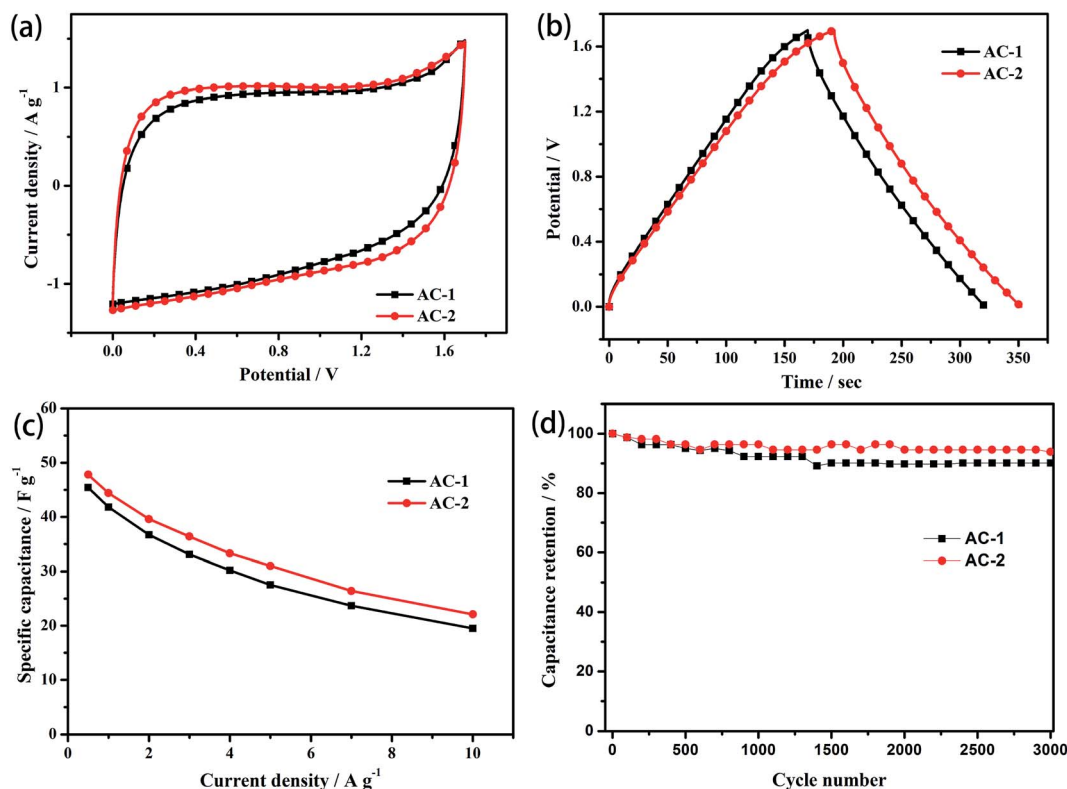 (a)
Current density / A g⁻¹
1
0
-1
AC-1
AC-2
0.0 0.4 0.8 1.2 1.6
Potential / V
(b)
Potential / V
1.6
1.2
0.8
0.4
0.0
AC-1
AC-2
0 50 100 150 200 250 300 350
Time / sec
(c)
Specific capacitance / F g⁻¹
60
50
40
30
20
10
0
AC-1
AC-2
0 2 4 6 8 10
Current density / A g⁻¹
(d)
Capacitance retention / %
100
80
60
40
20
0
AC-1
AC-2
0 500 1000 1500 2000 2500 3000
Cycle number